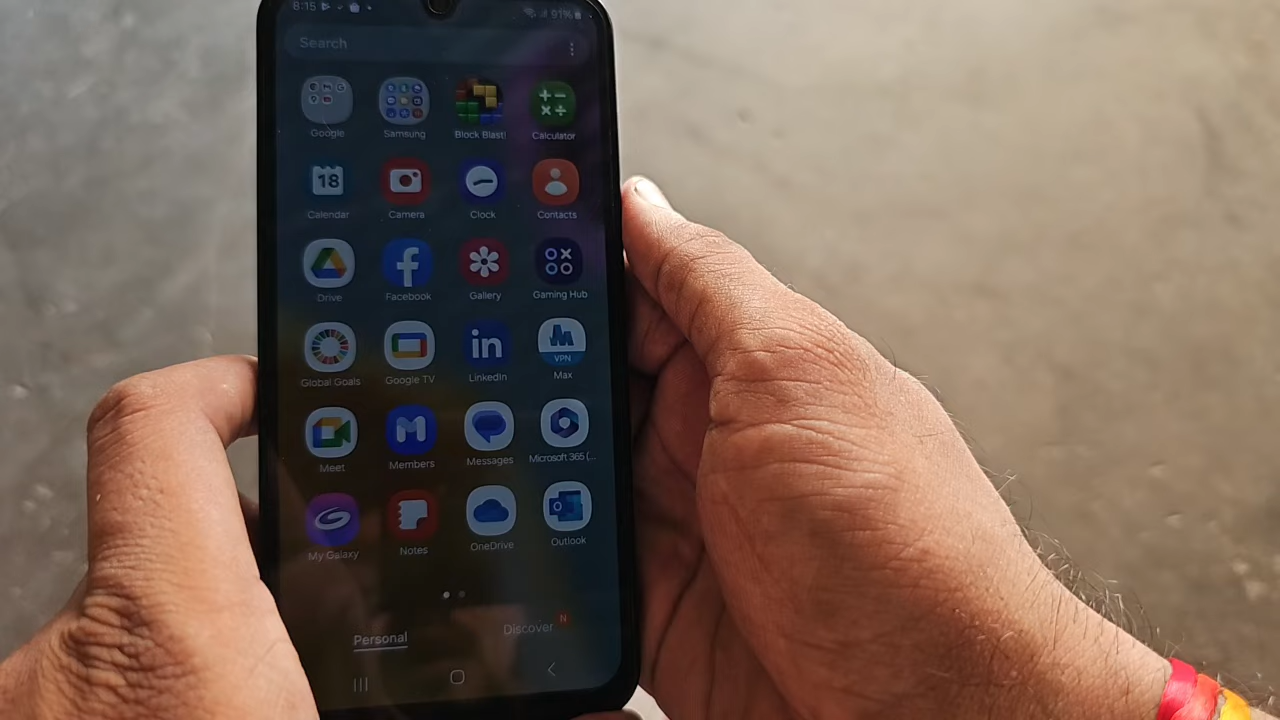 8:15 91%
Search
Google Samsung Block Blast! Calculator
18
Calendar Camera Clock Contacts
Drive Facebook Gallery Gaming Hub
in VPN
Global Goals Google TV LinkedIn Max
Meet Members Messages Microsoft 365 (...
My Galaxy Notes OneDrive Outlook
N
Personal Discover